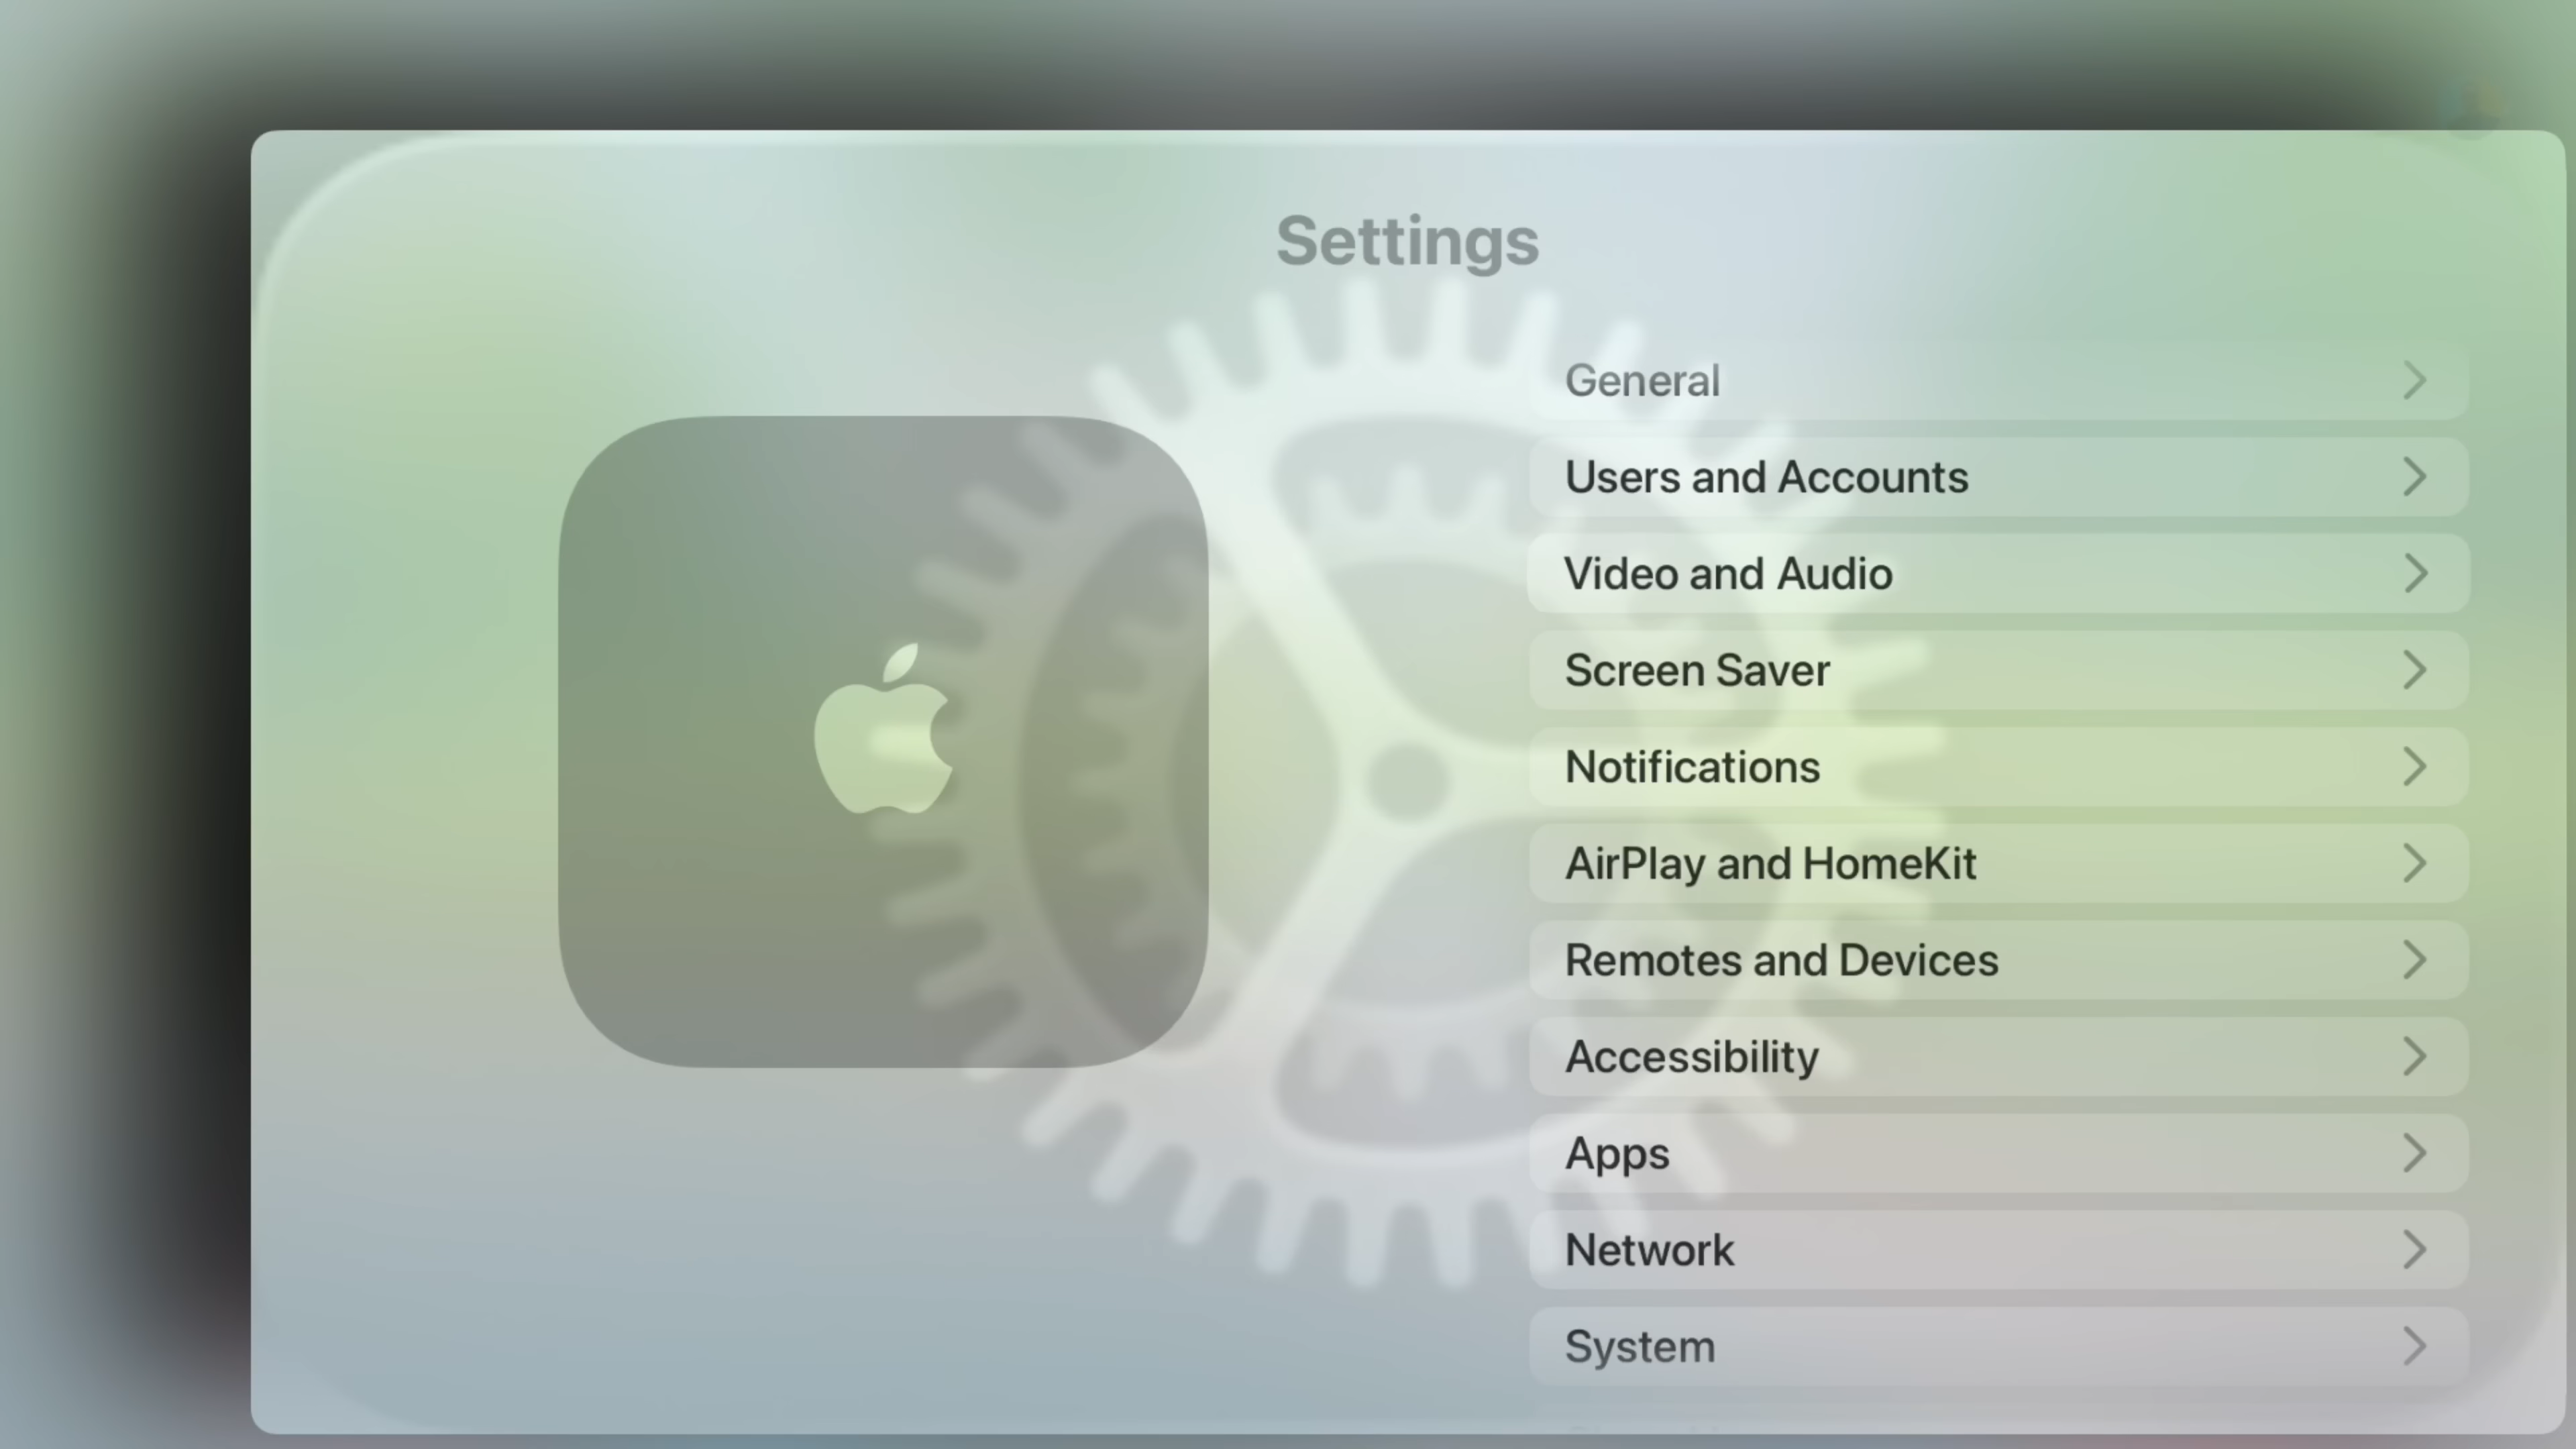 Settings
General
Users and Accounts
Video and Audio
Screen Saver
Notifications
AirPlay and HomeKit
Remotes and Devices
Accessibility
Apps
Network
System